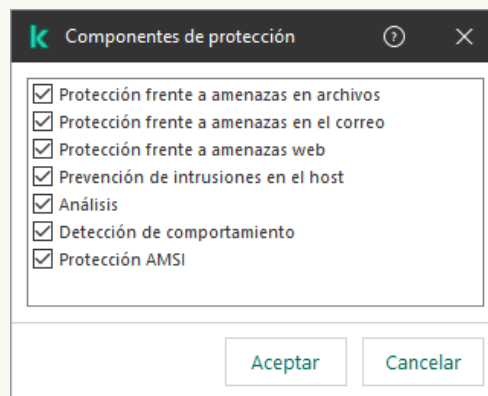 Componentes de protección
Protección frente a amenazas en archivos
Protección frente a amenazas en el correo
Protección frente a amenazas web
Prevención de intrusiones en el host
Análisis
Detección de comportamiento
Protección AMSI
Aceptar
Cancelar